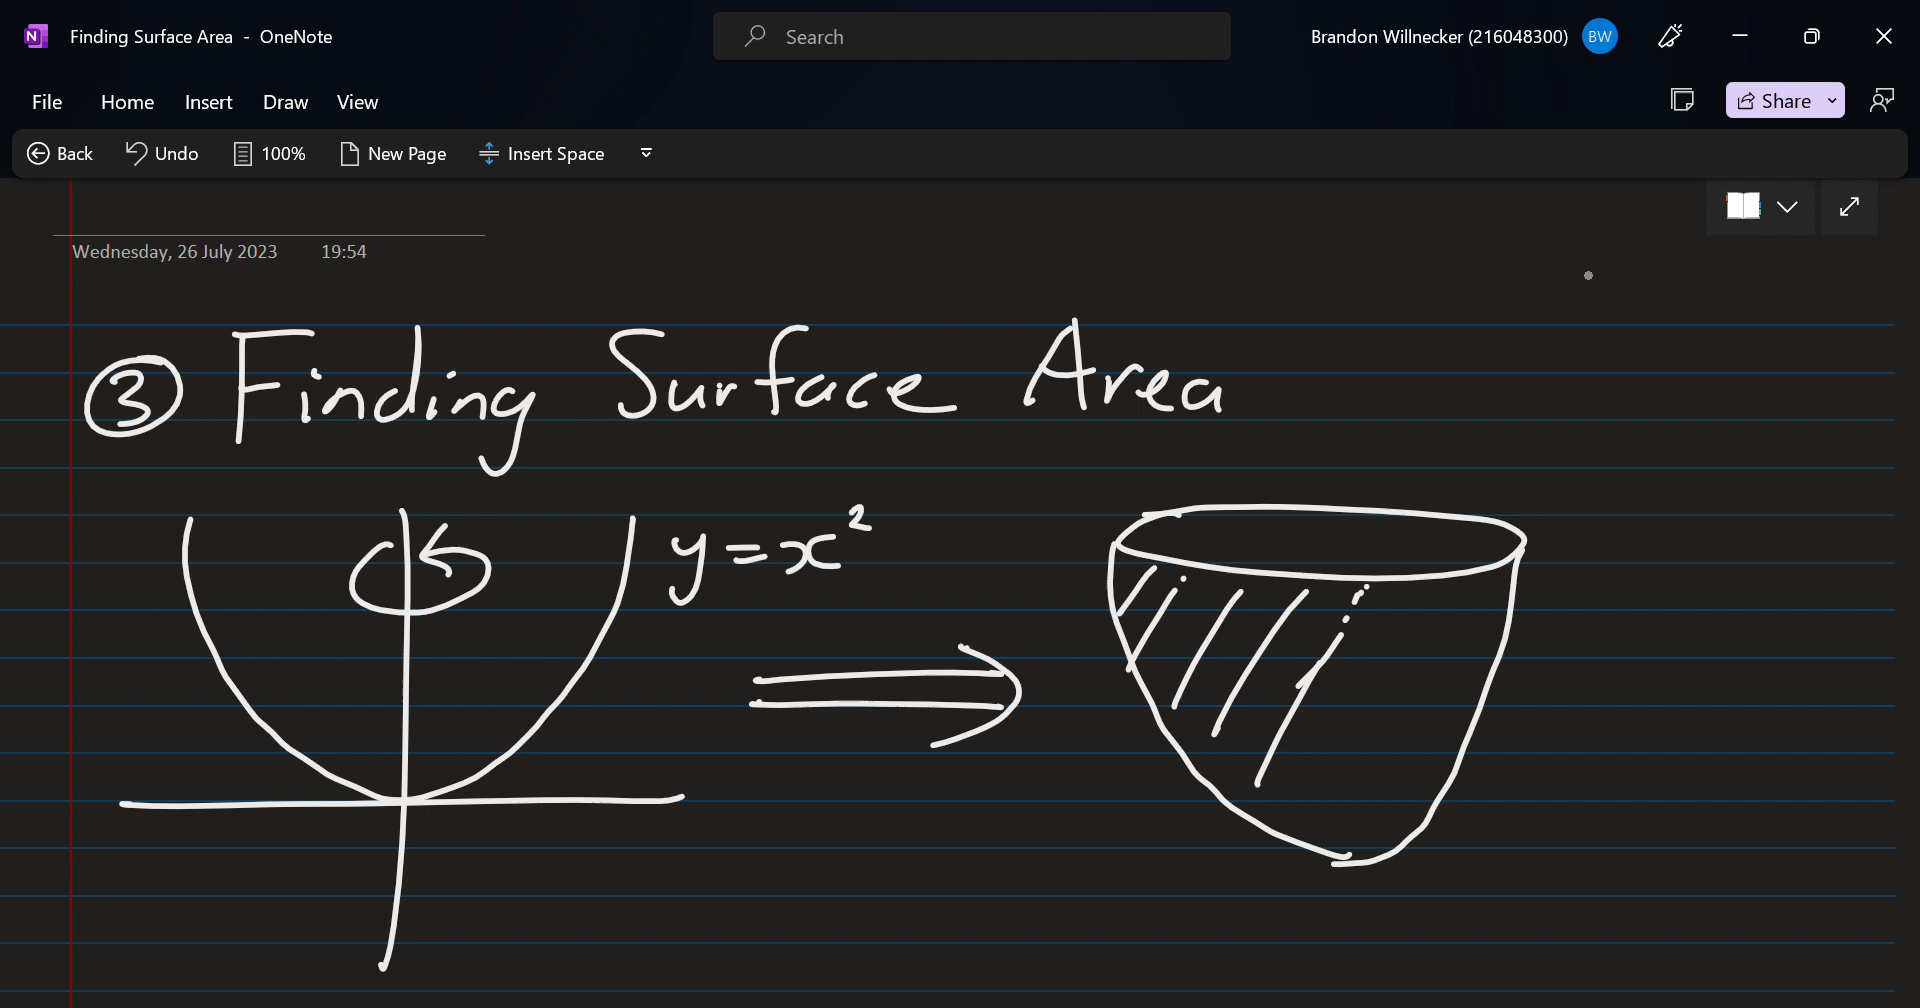 Finding Surface Area - OneNote
Search
Brandon Willnecker (216048300) BW
File Home Insert Draw View
Share
Back Undo 100% New Page Insert Space
Wednesday, 26 July 2023 19:54
③ Finding Surface Area
y = x²